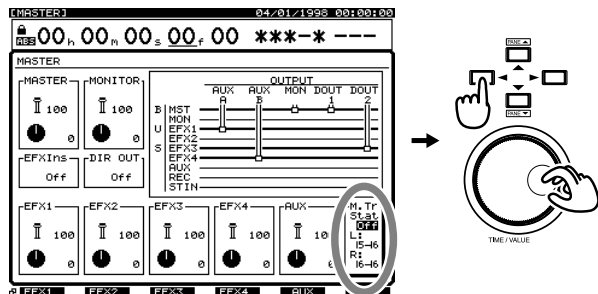 [MASTER] 04/01/1998 00:00:00
ABS 00h 00m 00s 00f 00 ***-* ---
MASTER
MASTER MONITOR
100 100
0 0
EFXIns DIR OUT
Off Off
OUTPUT
AUX AUX MON DOUT DOUT
A B 1 2
B MST
MON
U EFX1
EFX2
S EFX3
EFX4
AUX
REC
STIN
EFX1 EFX2 EFX3 EFX4 AUX M.Tr
Stat
Off
100 100 100 100 10
L:
15-16
R:
16-16
0 0 0 0 0
EFX1 EFX2 EFX3 EFX4 AUX
PANE ▲
PANE ▼
TIME / VALUE